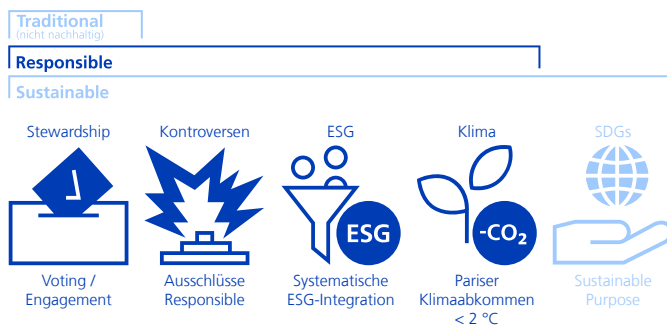 Traditional
(nicht nachhaltig)
Responsible
Sustainable
Stewardship
Kontroversen
ESG
Klima
SDGs
ESG
-CO₂
Voting /
Engagement
Ausschlüsse
Responsible
Systematische
ESG-Integration
Pariser
Klimaabkommen
< 2 °C
Sustainable
Purpose